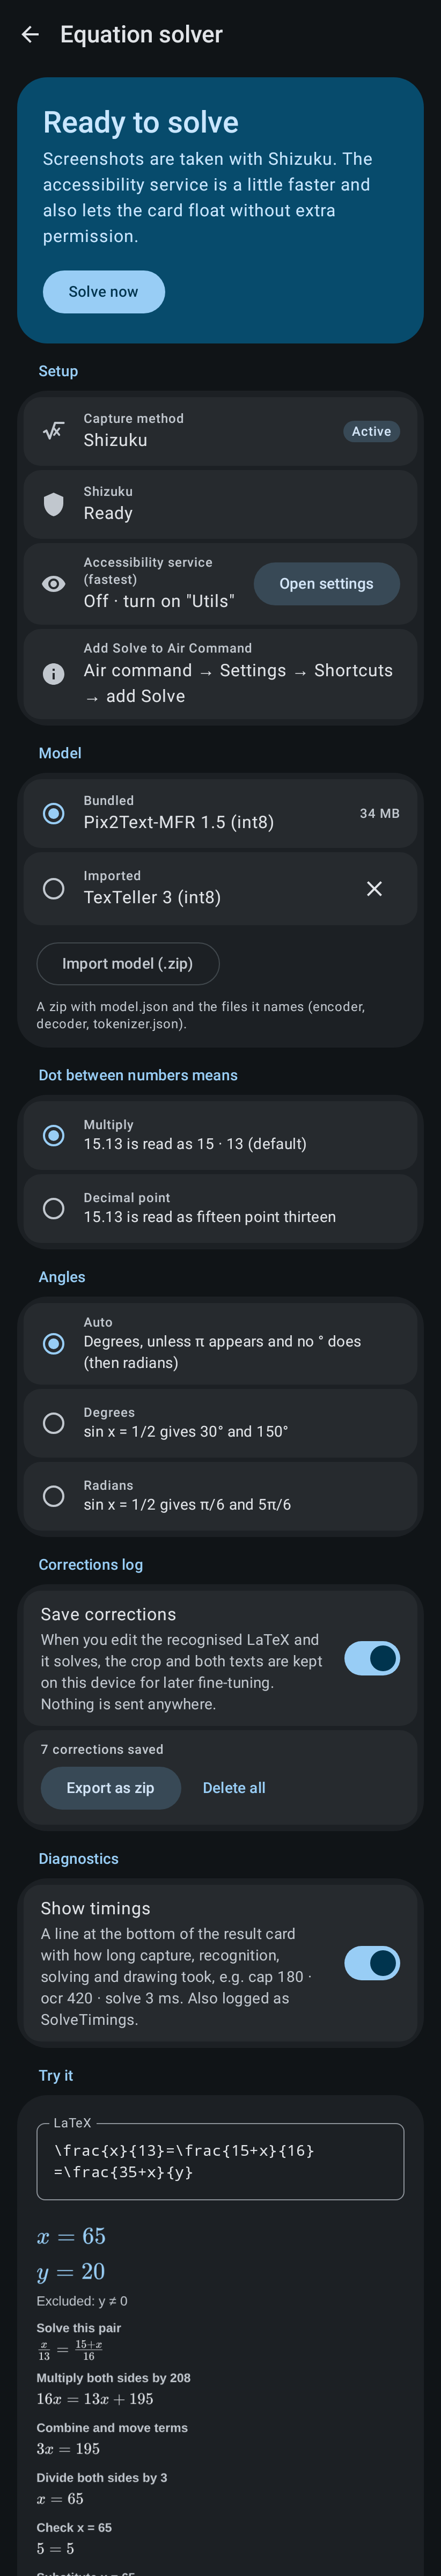 Equation solver
Ready to solve
Screenshots are taken with Shizuku. The
accessibility service is a little faster and
also lets the card float without extra
permission.
Solve now
Setup
Capture method
Shizuku
Active
Shizuku
Ready
Accessibility service
(fastest)
Off · turn on "Utils"
Open settings
Add Solve to Air Command
Air command → Settings → Shortcuts
→ add Solve
Model
Bundled
Pix2Text-MFR 1.5 (int8)
34 MB
Imported
TexTeller 3 (int8)
Import model (.zip)
A zip with model.json and the files it names (encoder,
decoder, tokenizer.json).
Dot between numbers means
Multiply
15.13 is read as 15 · 13 (default)
Decimal point
15.13 is read as fifteen point thirteen
Angles
Auto
Degrees, unless π appears and no ° does
(then radians)
Degrees
sin x = 1/2 gives 30° and 150°
Radians
sin x = 1/2 gives π/6 and 5π/6
Corrections log
Save corrections
When you edit the recognised LaTeX and
it solves, the crop and both texts are kept
on this device for later fine-tuning.
Nothing is sent anywhere.
7 corrections saved
Export as zip
Delete all
Diagnostics
Show timings
A line at the bottom of the result card
with how long capture, recognition,
solving and drawing took, e.g. cap 180 ·
ocr 420 · solve 3 ms. Also logged as
SolveTimings.
Try it
LaTeX
\frac{x}{13}=\frac{15+x}{16}
=\frac{35+x}{y}
x = 65
y = 20
Excluded: y ≠ 0
Solve this pair
x/13 = 15+x/16
Multiply both sides by 208
16x = 13x + 195
Combine and move terms
3x = 195
Divide both sides by 3
x = 65
Check x = 65
5 = 5